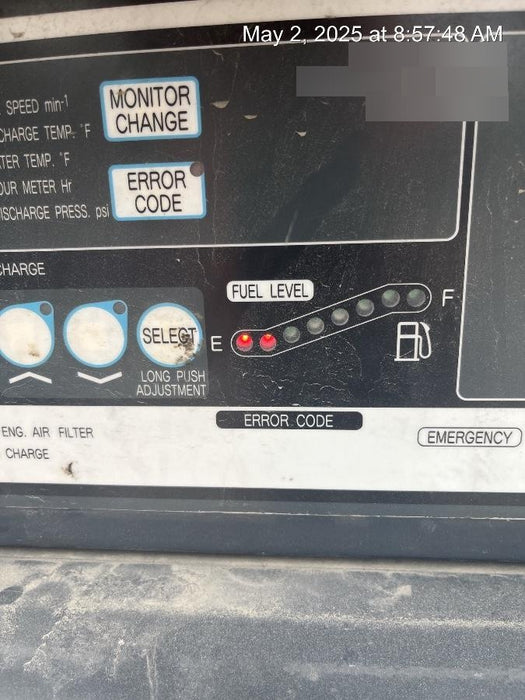 May 2, 2025 at 8:57:48 AM
SPEED min-1
CHARGE TEMP. °F
TER TEMP. °F
OUR METER Hr
ISCHARGE PRESS. psi
MONITOR
CHANGE
ERROR
CODE
CHARGE
FUEL LEVEL
SELECT
E
F
LONG PUSH
ADJUSTMENT
ERROR CODE
ENG. AIR FILTER
CHARGE
EMERGENCY